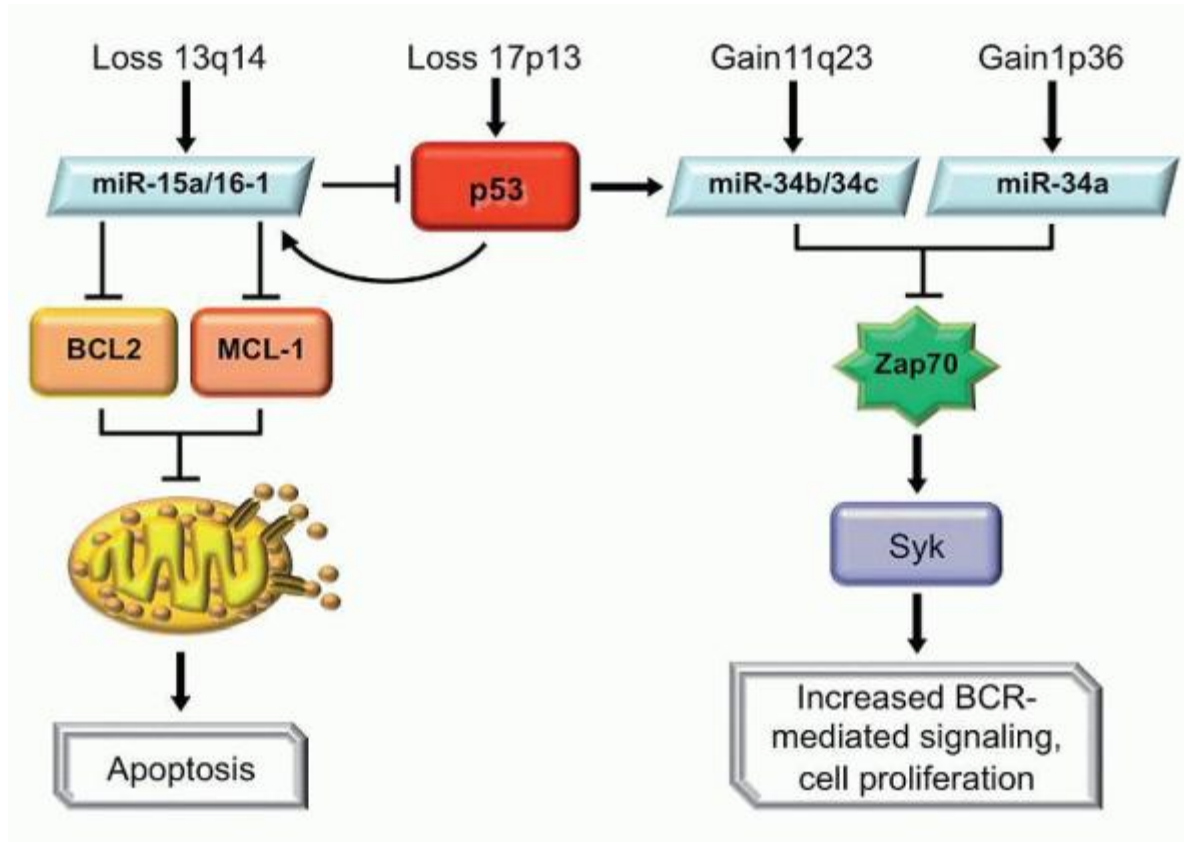 Loss 13q14
Loss 17p13
Gain11q23
Gain1p36
miR-15a/16-1
p53
miR-34b/34c
miR-34a
BCL2
MCL-1
Zap70
Syk
Increased BCR-
mediated signaling,
cell proliferation
Apoptosis